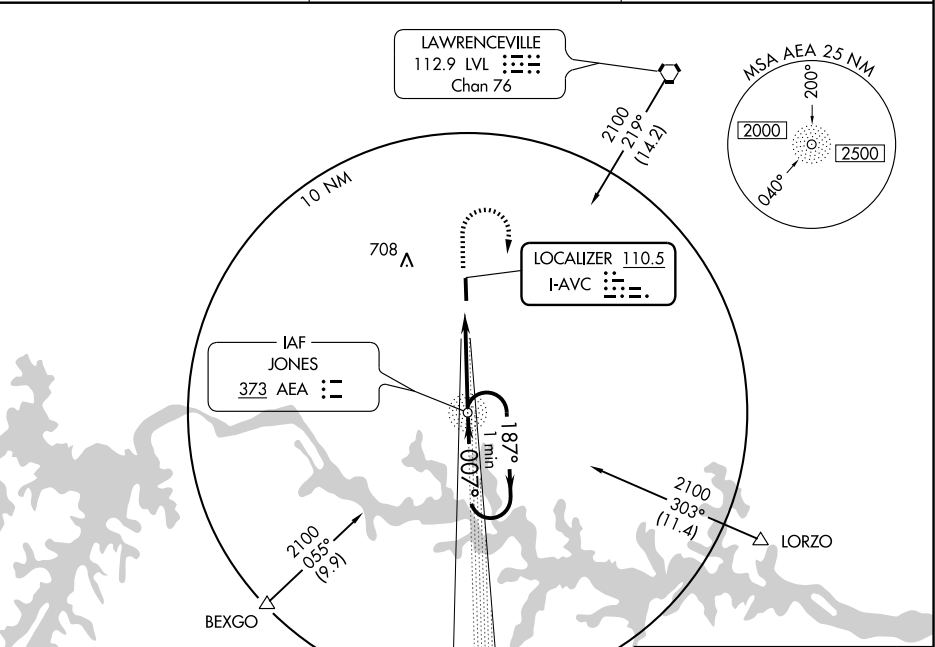 LAWRENCEVILLE
112.9 LVL
Chan 76
MSA AEA 25 NM
200°
2000
2500
040°
2100
219°
(14.2)
10 NM
708
LOCALIZER 110.5
I-AVC
IAF
JONES
373 AEA
187°
1 min
007°
2100
303°
(11.4)
LORZO
2100
055°
(9.9)
BEXGO